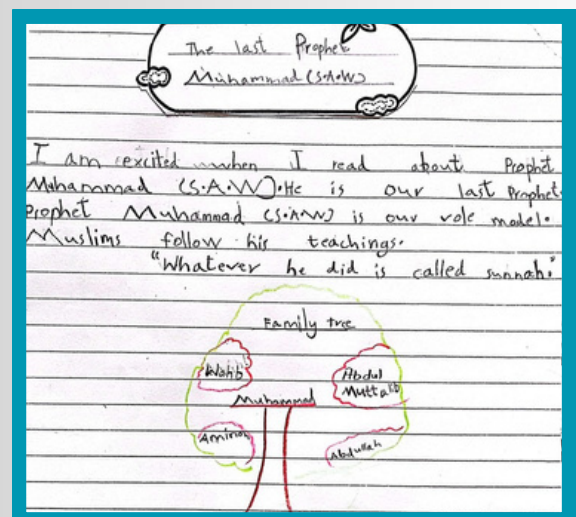 The last Prophet
Muhammad (S.A.W)
I am excited when I read about Prophet
Muhammad (S.A.W). He is our last Prophet.
Prophet Muhammad (S.A.W) is our role model.
Muslims follow his teachings.
"Whatever he did is called sunnah."
Family tree
Wahib
Abdul
Muttalib
Muhammad
Aminah
Abdullah